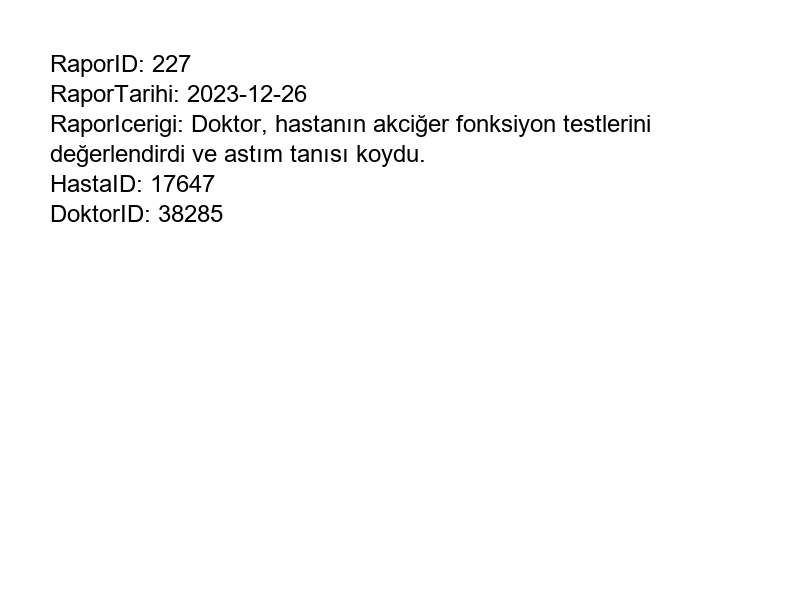 RaporID: 227
RaporTarihi: 2023-12-26
RaporIcerigi: Doktor, hastanın akciğer fonksiyon testlerini
değerlendirdi ve astım tanısı koydu.
HastaID: 17647
DoktorID: 38285